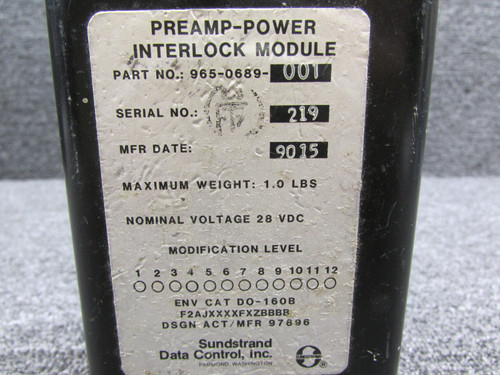 PREAMP-POWER
INTERLOCK MODULE
PART NO.: 965-0689-001
SERIAL NO.: 219
MFR DATE: 9015
MAXIMUM WEIGHT: 1.0 LBS
NOMINAL VOLTAGE 28 VDC
MODIFICATION LEVEL
1 2 3 4 5 6 7 8 9 10 11 12
ENV CAT DO-160B
F2AJXXXXFXZBBBB
DSGN ACT/MFR 97896
Sundstrand
Data Control, inc. ®
REDMOND, WASHINGTON